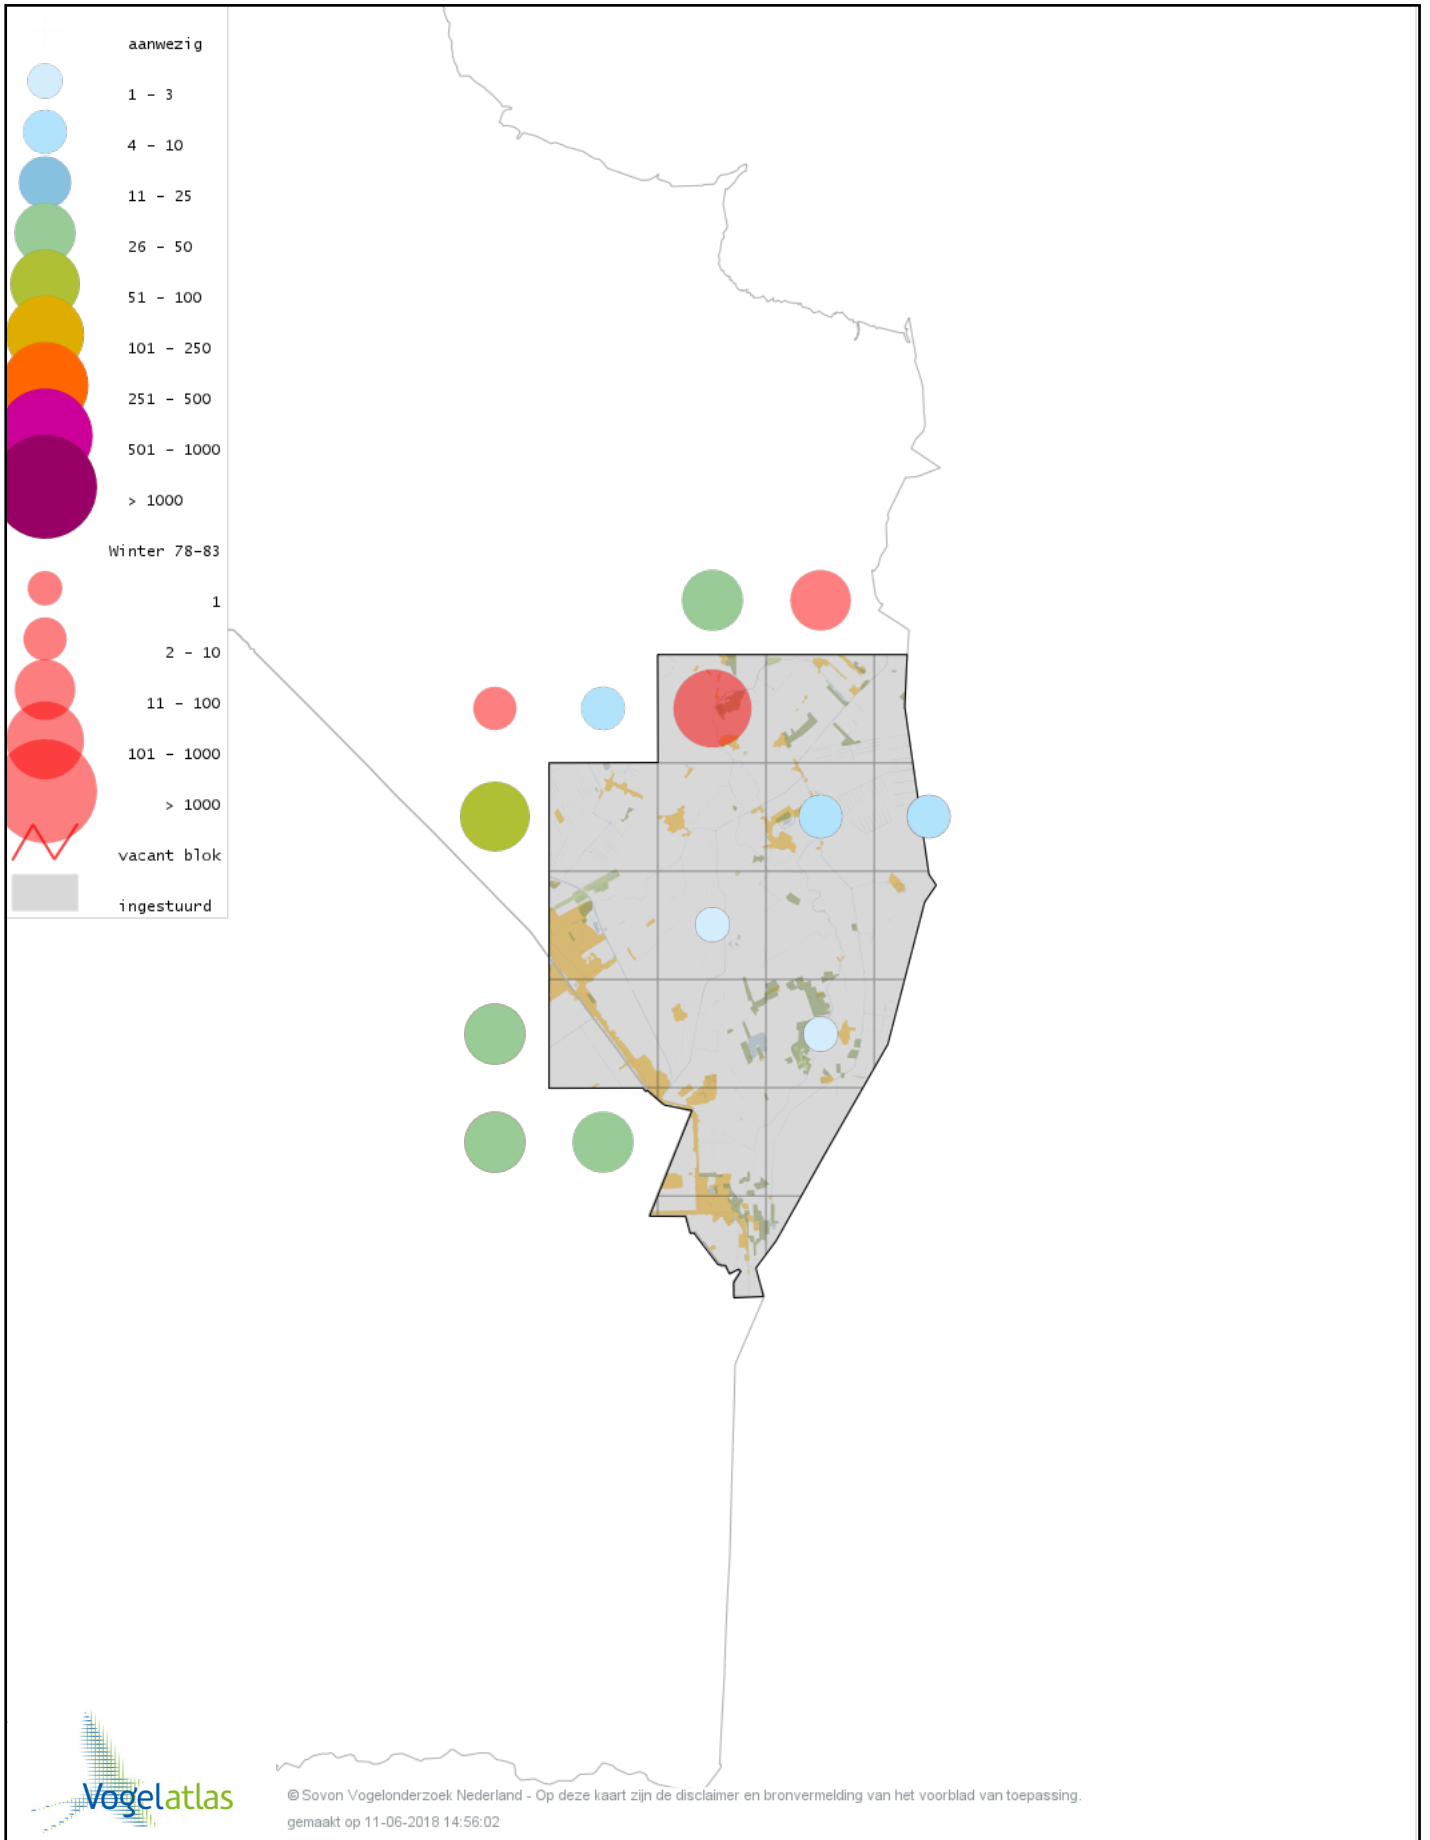 aanwezig
1 - 3
4 - 10
11 - 25
26 - 50
51 - 100
101 - 250
251 - 500
501 - 1000
> 1000
Winter 78-83
1
2 - 10
11 - 100
101 - 1000
> 1000
vacant blok
ingestuurd
Vogelatlas
© Sovon Vogelonderzoek Nederland - Op deze kaart zijn de disclaimer en bronvermelding van het voorblad van toepassing.
gemaakt op 11-06-2018 14:56:02